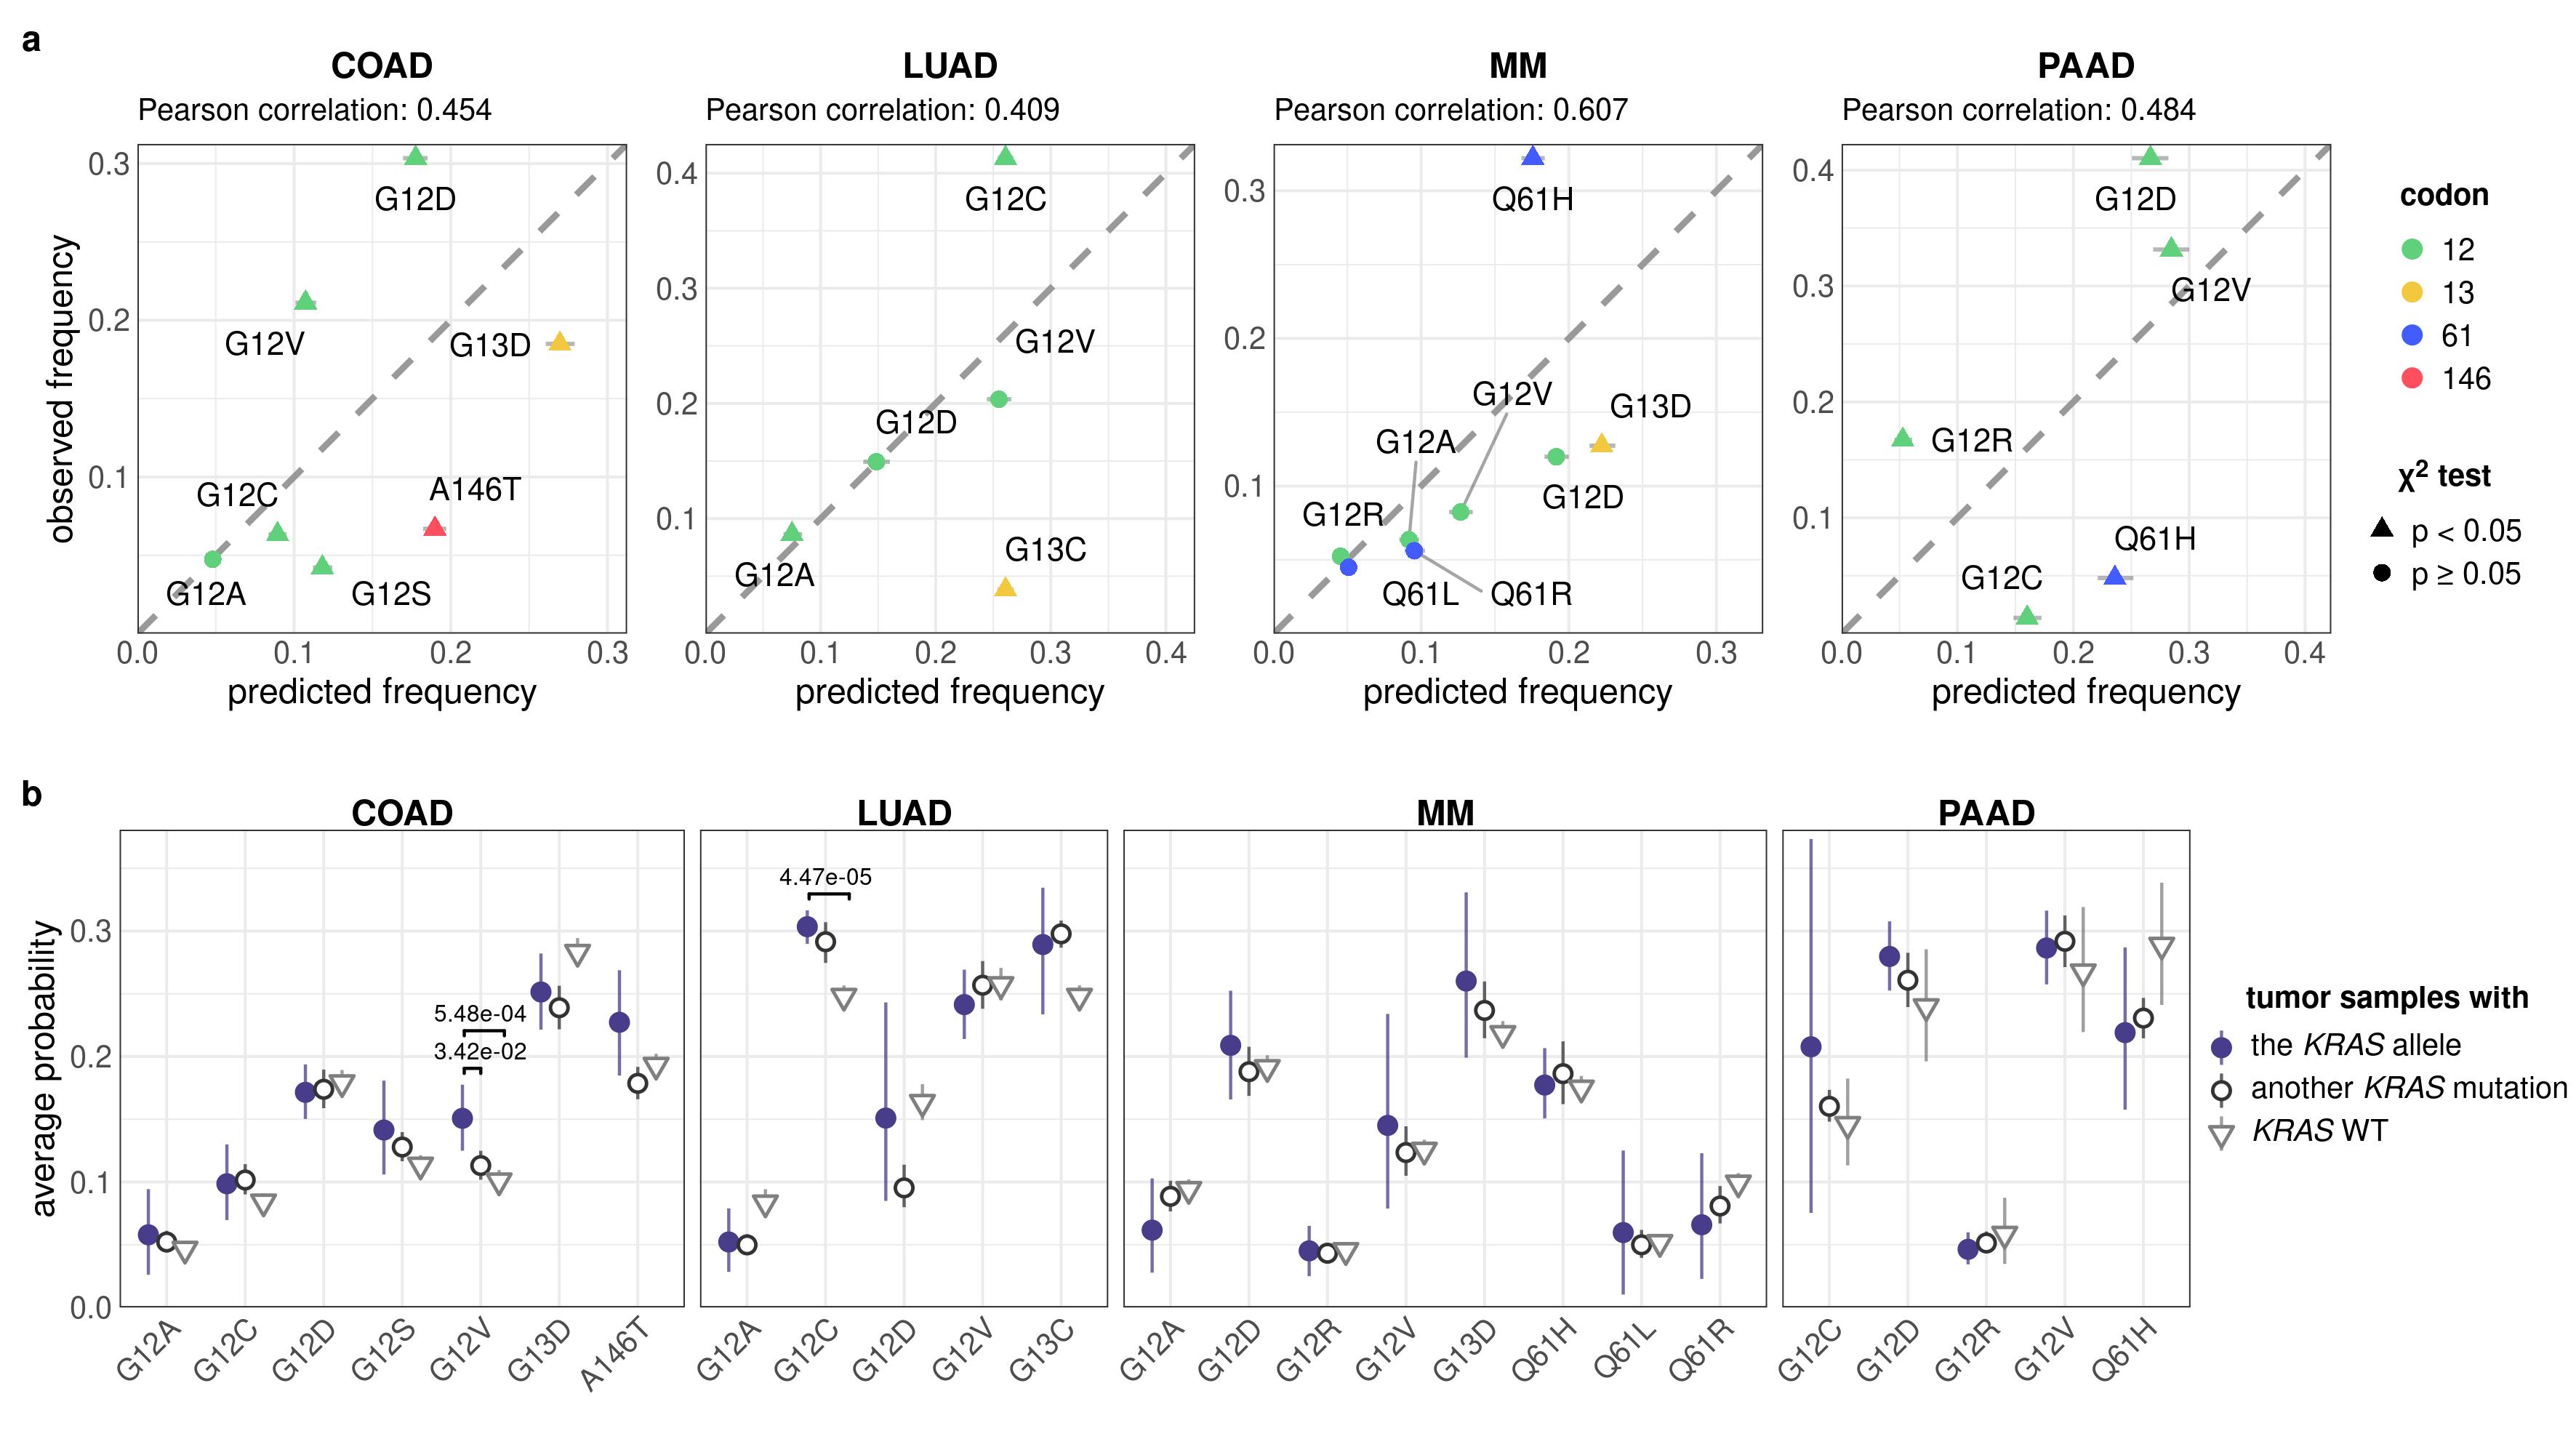 a
COAD
Pearson correlation: 0.454
observed frequency
0.3
0.2
0.1
G12D
G12V
G13D
G12C
A146T
G12A
G12S
0.0 0.1 0.2 0.3
predicted frequency
LUAD
Pearson correlation: 0.409
0.4
0.3
0.2
0.1
G12C
G12V
G12D
G13C
G12A
0.0 0.1 0.2 0.3 0.4
predicted frequency
MM
Pearson correlation: 0.607
0.3
0.2
0.1
Q61H
G12V
G13D
G12A
G12D
G12R
Q61L
Q61R
0.0 0.1 0.2 0.3
predicted frequency
PAAD
Pearson correlation: 0.484
0.4
0.3
0.2
0.1
G12D
G12V
G12R
Q61H
G12C
0.0 0.1 0.2 0.3 0.4
predicted frequency
codon
12
13
61
146
χ² test
p < 0.05
p ≥ 0.05
b
COAD
average probability
0.3
0.2
0.1
0.0
5.48e-04
3.42e-02
G12A G12C G12D G12S G12V G13D A146T
LUAD
4.47e-05
G12A G12C G12D G12V G13C
MM
G12A G12D G12R G12V G13D Q61H Q61L Q61R
PAAD
G12C G12D G12R G12V Q61H
tumor samples with
the KRAS allele
another KRAS mutation
KRAS WT